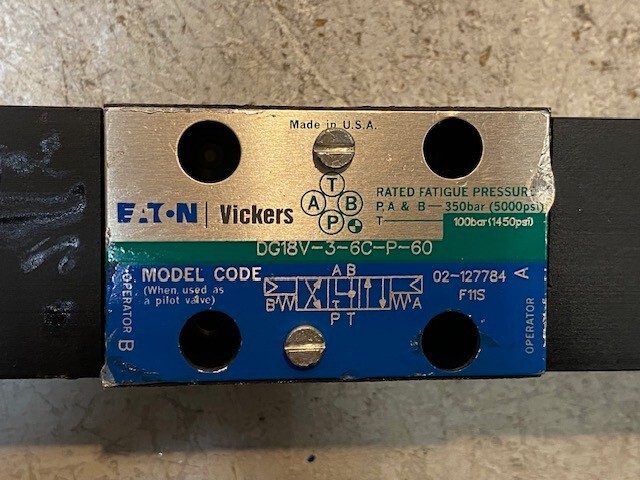 Made in U.S.A.
T
A B
P
EATON | Vickers
RATED FATIGUE PRESSURE
P, A & B — 350bar (5000psi)
T — 100bar (1450psi)
DG18V-3-6C-P-60
MODEL CODE
(When used as
a pilot valve)
A B
B A
T
P T
02-127784
F11S
OPERATOR B
OPERATOR A